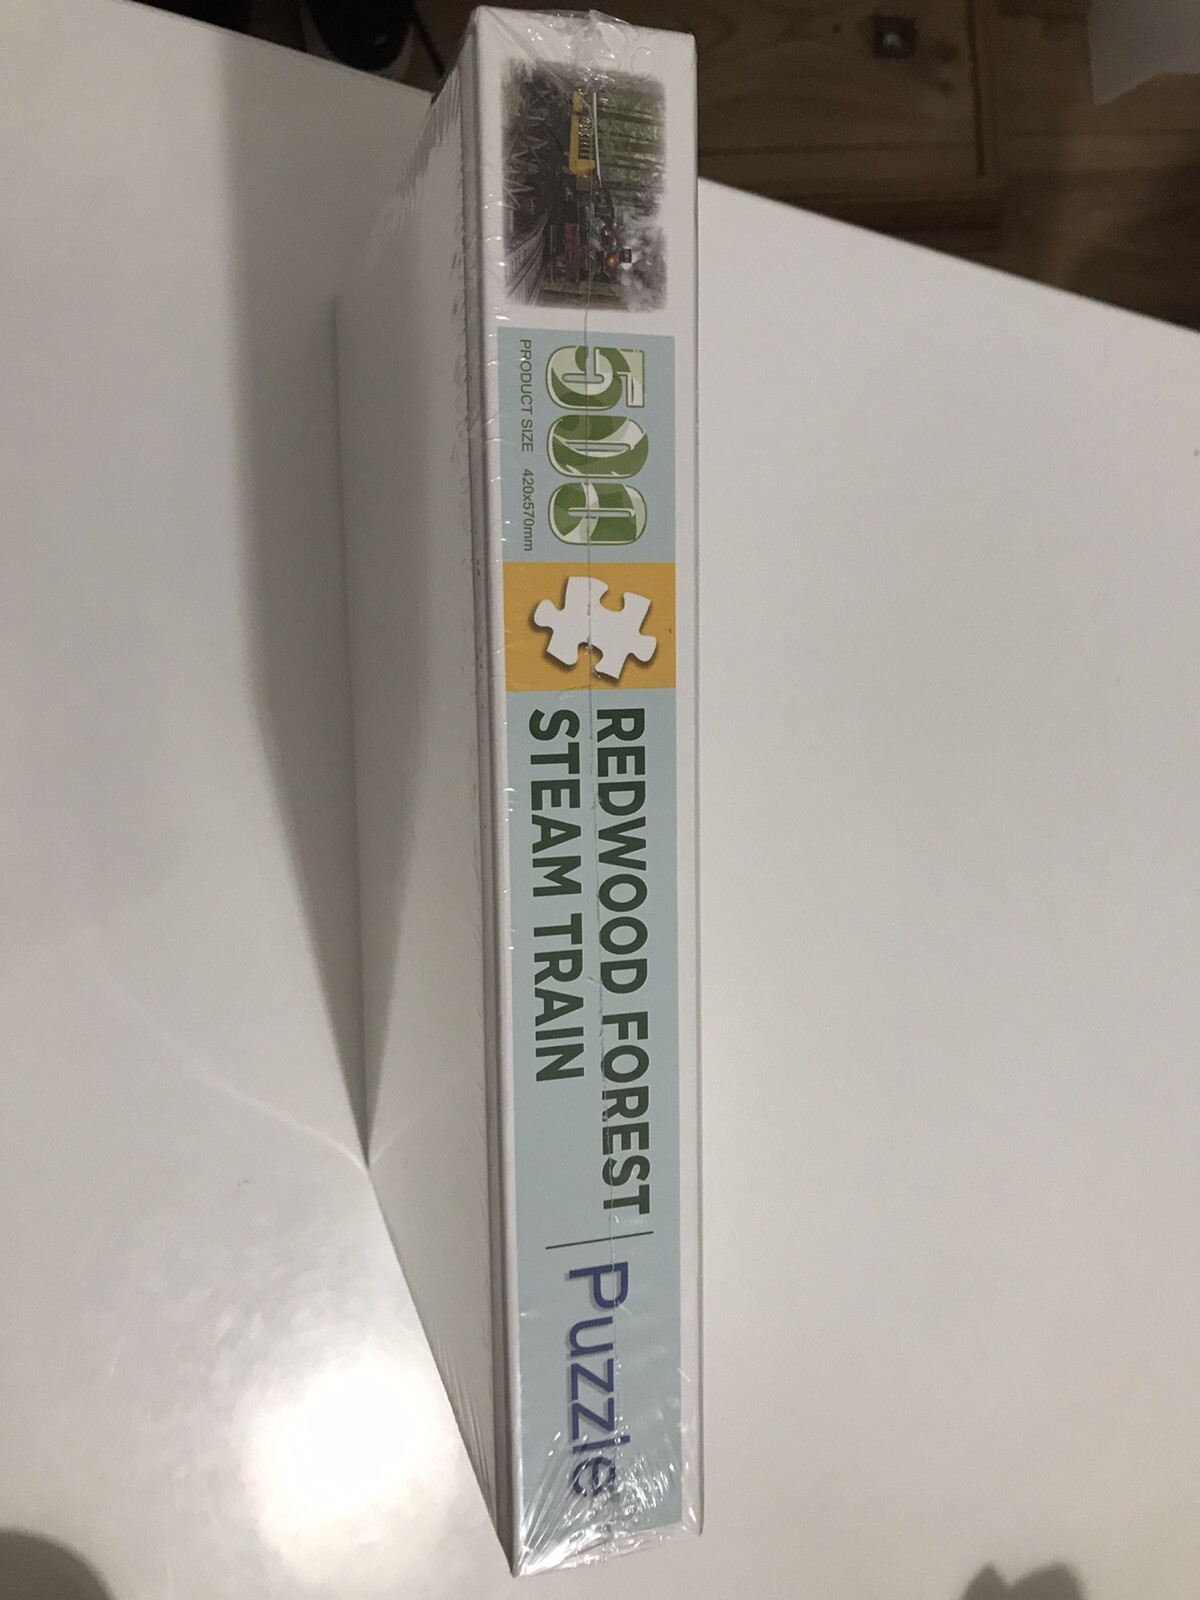 500
PRODUCT SIZE 420x570mm
REDWOOD FOREST
STEAM TRAIN
Puzzle